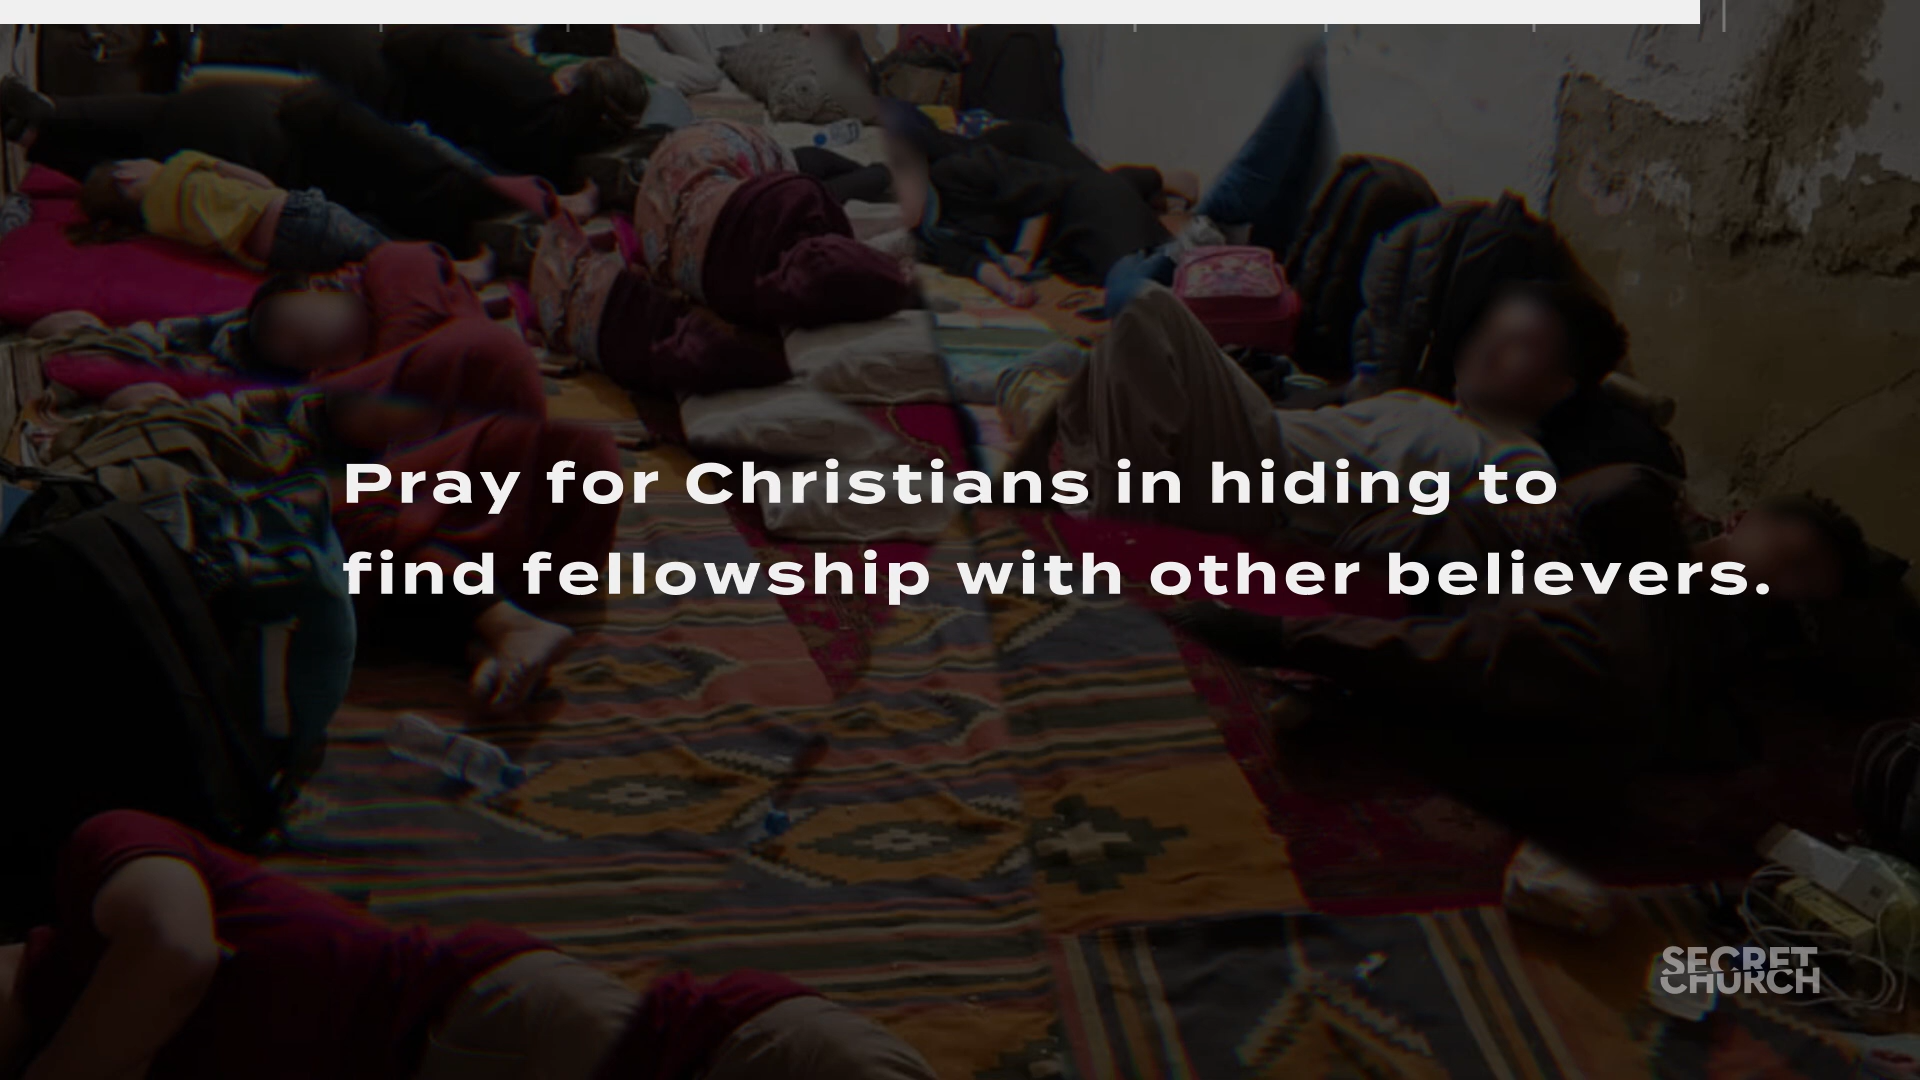 Pray for Christians in hiding to
find fellowship with other believers.
SECRET
CHURCH